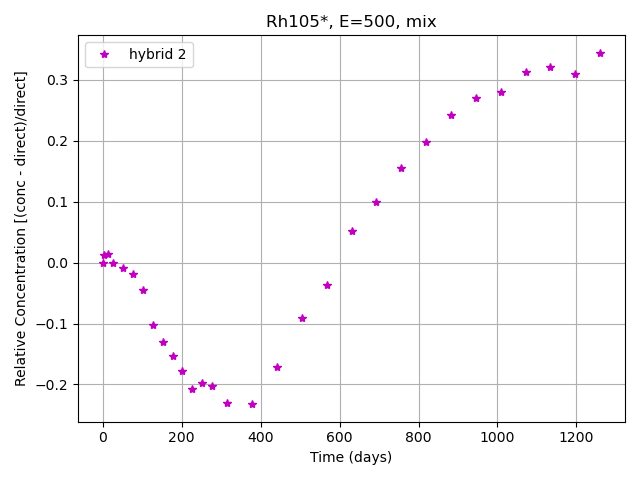 Rh105*, E=500, mix
hybrid 2
Relative Concentration [(conc - direct)/direct]
0.3
0.2
0.1
0.0
−0.1
−0.2
0 200 400 600 800 1000 1200
Time (days)